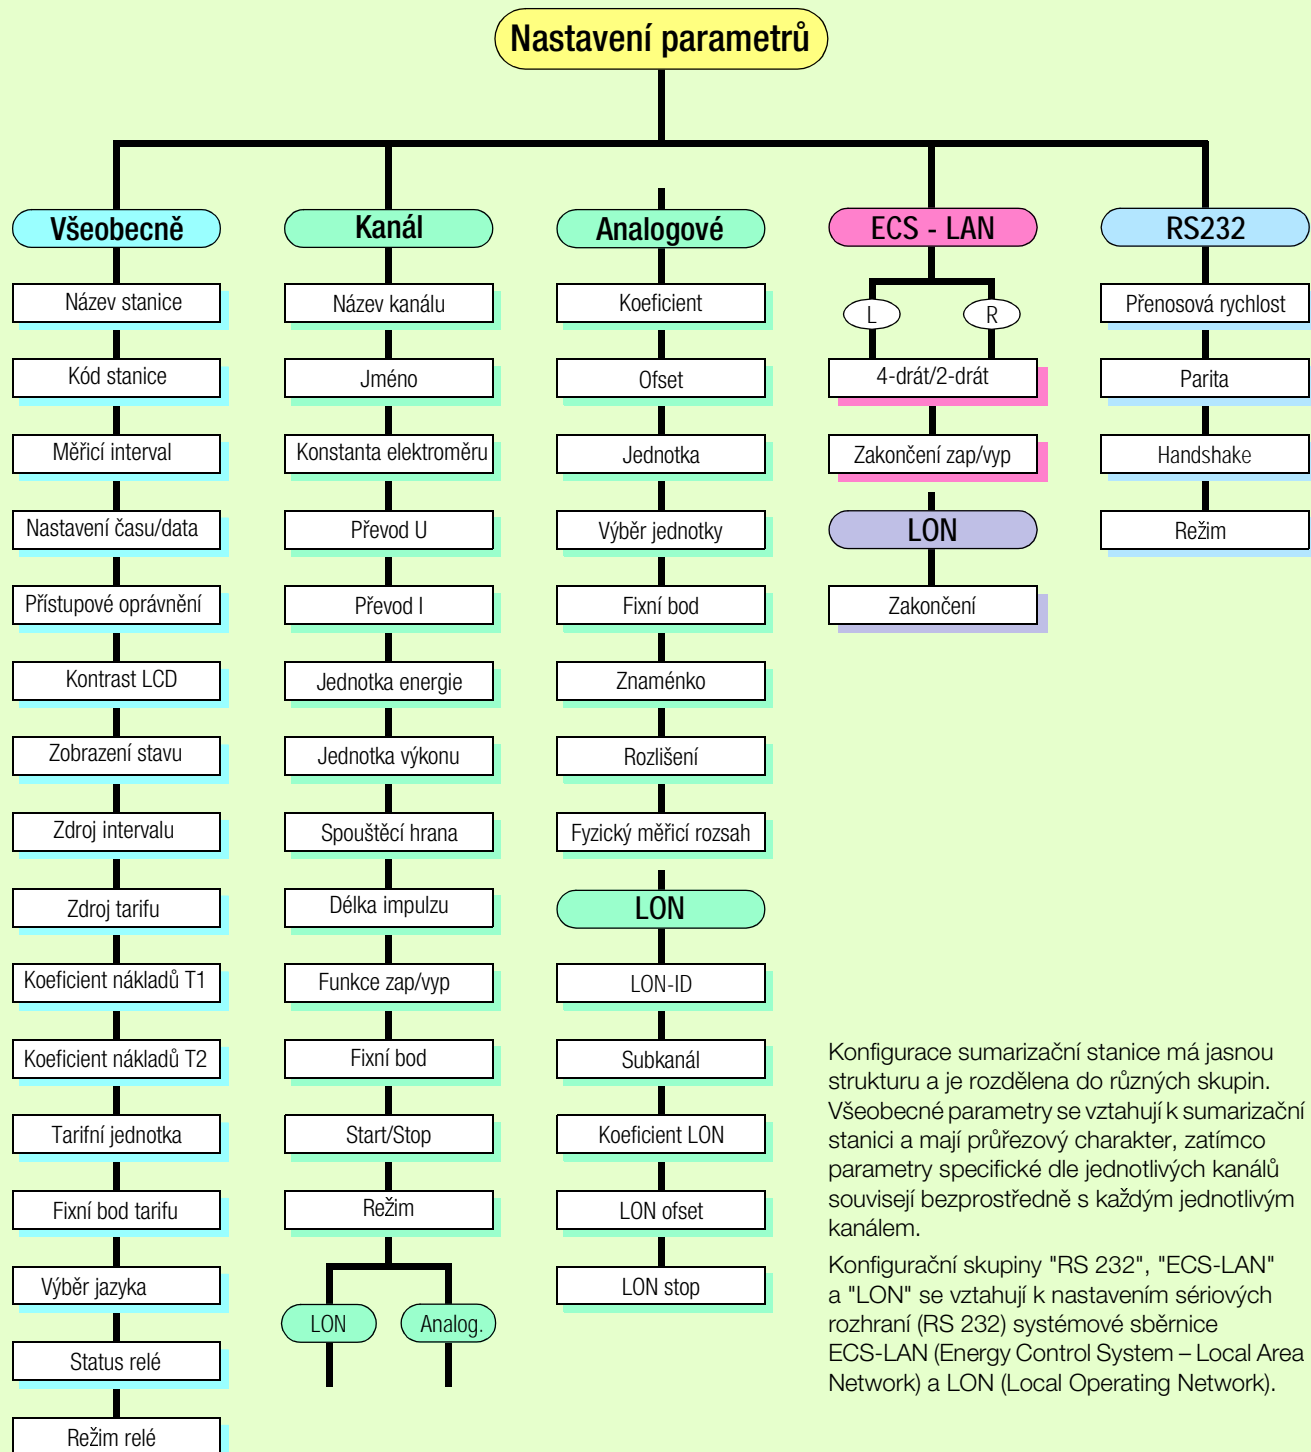 Nastavení parametrů
Všeobecně
Název stanice
Kód stanice
Měřicí interval
Nastavení času/data
Přístupové oprávnění
Kontrast LCD
Zobrazení stavu
Zdroj intervalu
Zdroj tarifu
Koeficient nákladů T1
Koeficient nákladů T2
Tarifní jednotka
Fixní bod tarifu
Výběr jazyka
Status relé
Režim relé
Kanál
Název kanálu
Jméno
Konstanta elektroměru
Převod U
Převod I
Jednotka energie
Jednotka výkonu
Spouštěcí hrana
Délka impulzu
Funkce zap/vyp
Fixní bod
Start/Stop
Režim
LON
Analog.
Analogové
Koeficient
Ofset
Jednotka
Výběr jednotky
Fixní bod
Znaménko
Rozlišení
Fyzický měřicí rozsah
LON
LON-ID
Subkanál
Koeficient LON
LON ofset
LON stop
ECS - LAN
L
R
4-drát/2-drát
Zakončení zap/vyp
LON
Zakončení
RS232
Přenosová rychlost
Parita
Handshake
Režim
Konfigurace sumarizační stanice má jasnou
strukturu a je rozdělena do různých skupin.
Všeobecné parametry se vztahují k sumarizační
stanici a mají průřezový charakter, zatímco
parametry specifické dle jednotlivých kanálů
souvisejí bezprostředně s každým jednotlivým
kanálem.
Konfigurační skupiny "RS 232", "ECS-LAN"
a "LON" se vztahují k nastavením sériových
rozhraní (RS 232) systémové sběrnice
ECS-LAN (Energy Control System – Local Area
Network) a LON (Local Operating Network).